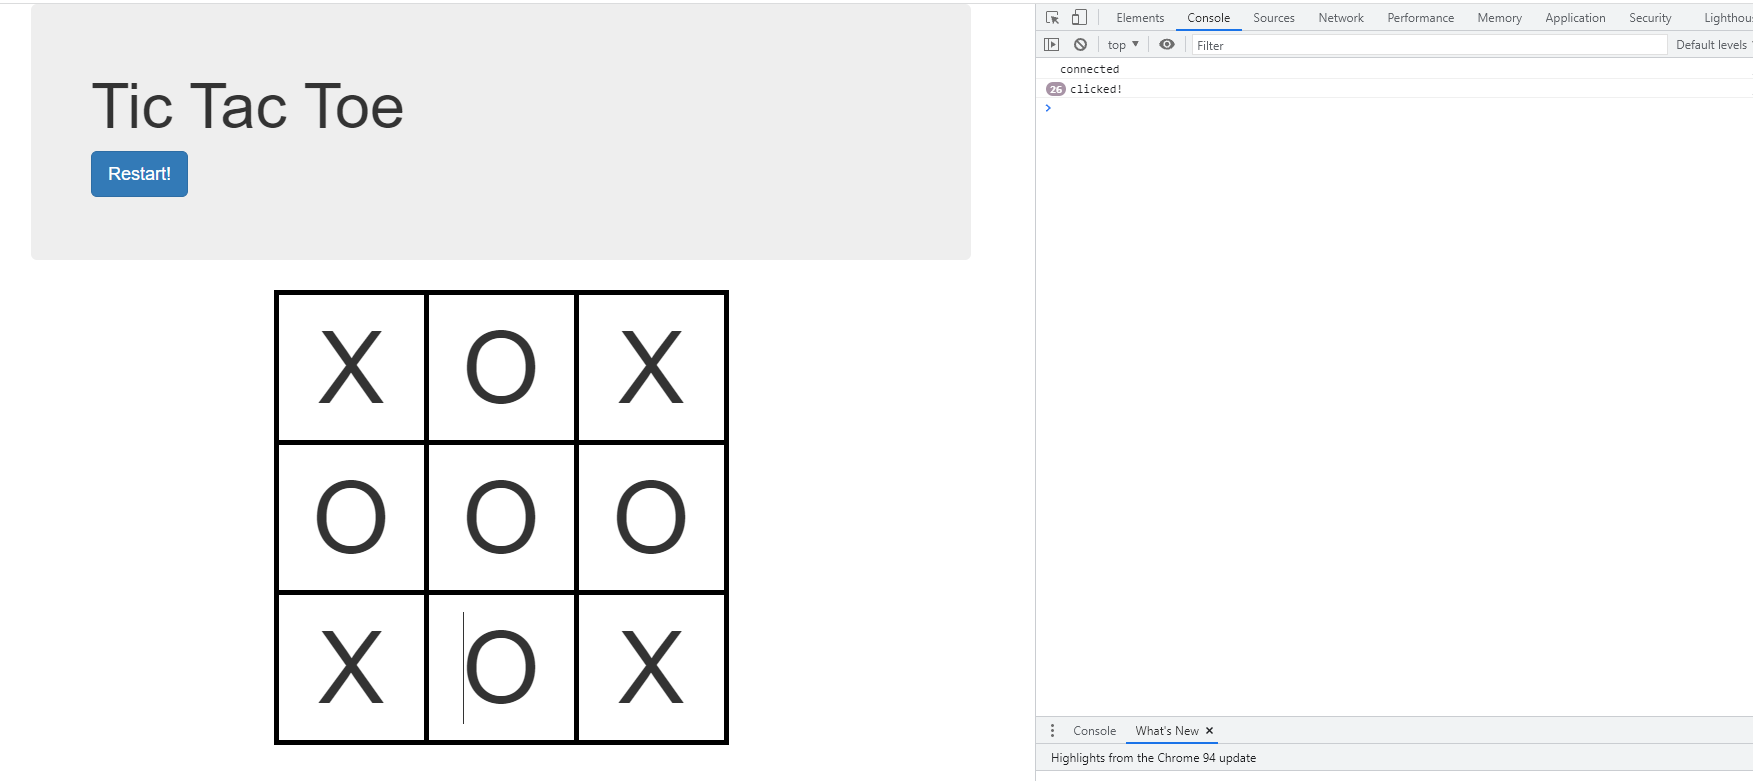 Tic Tac Toe
Restart!
X O X
O O O
X O X
Elements Console Sources Network Performance Memory Application Security Lighthou
top Filter Default levels
connected
26 clicked!
Console What's New
Highlights from the Chrome 94 update